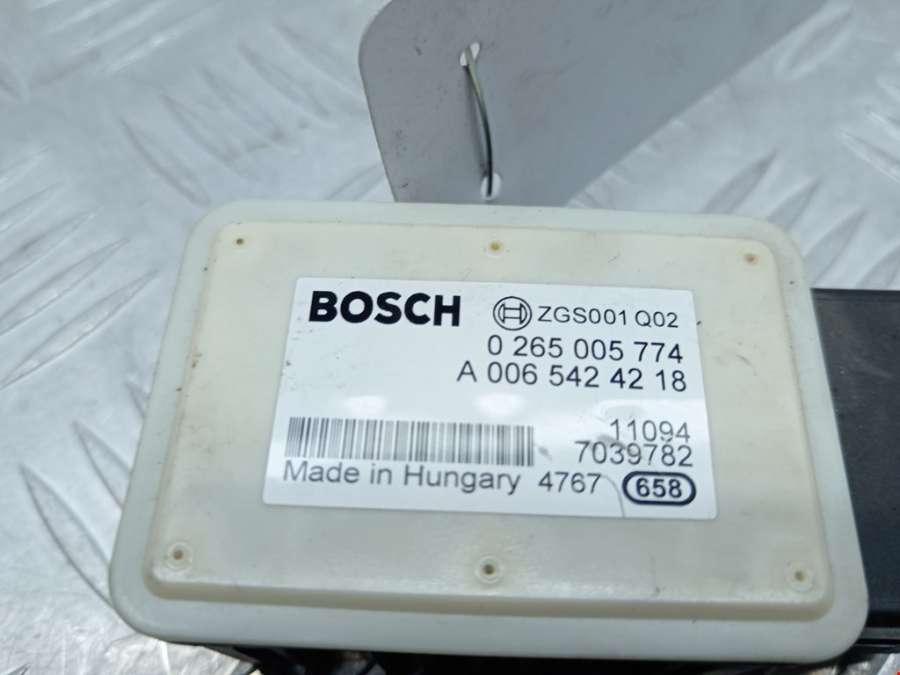 BOSCH ZGS001 Q02
0 265 005 774
A 006 542 42 18
11094
7039782
Made in Hungary 4767 658